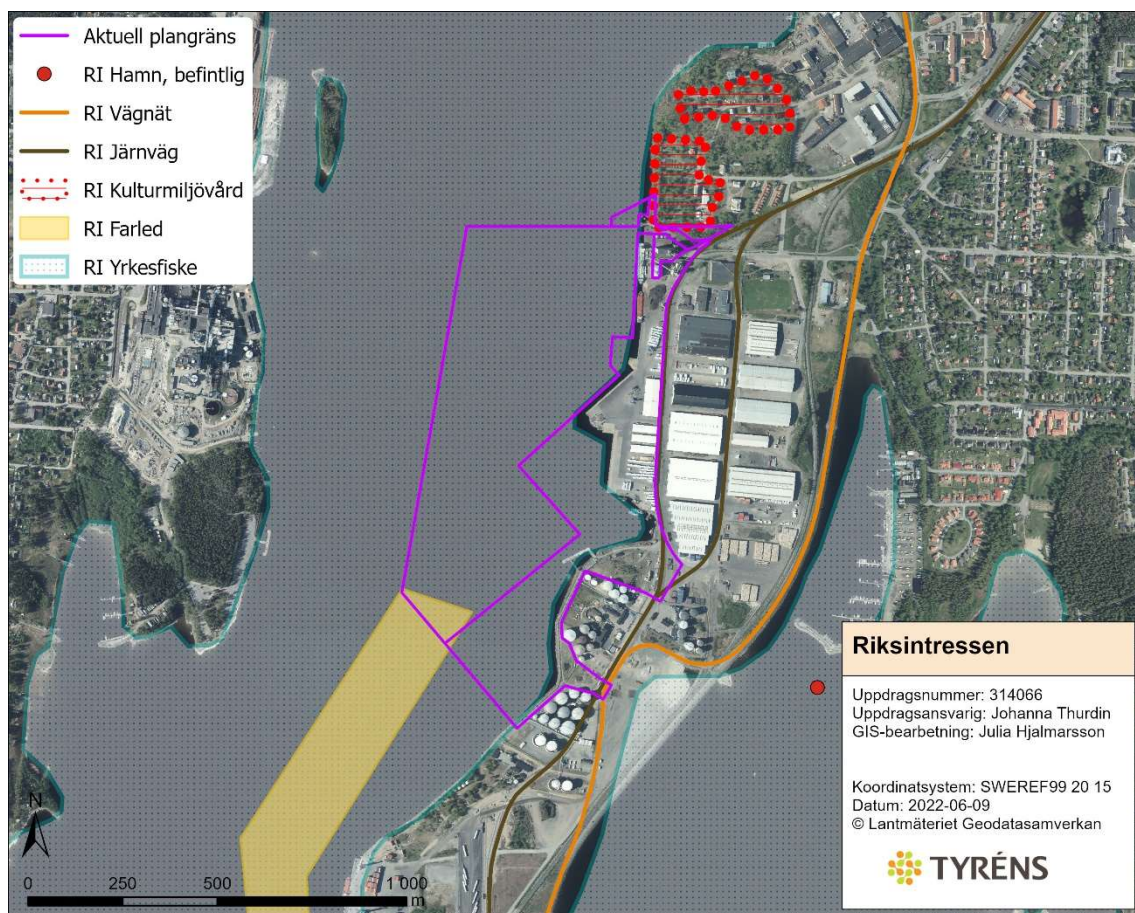 Aktuell plangräns
RI Hamn, befintlig
RI Vägnät
RI Järnväg
RI Kulturmiljövård
RI Farled
RI Yrkesfiske
Riksintressen
Uppdragsnummer: 314066
Uppdragsansvarig: Johanna Thurdin
GIS-bearbetning: Julia Hjalmarsson
Koordinatsystem: SWEREF99 20 15
Datum: 2022-06-09
© Lantmäteriet Geodatasamverkan
TYRÉNS
N
0 250 500 1 000
m